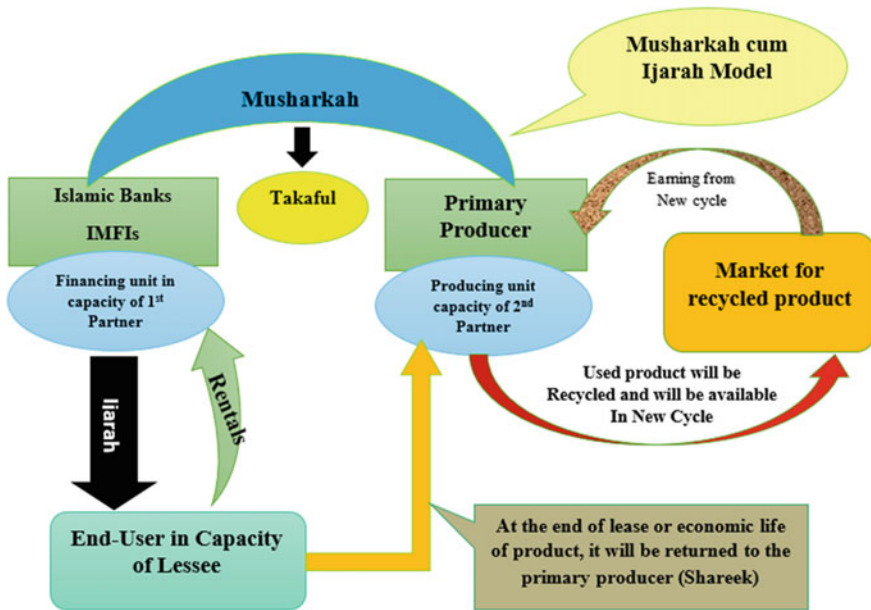 Musharkah cum
Ijarah Model
Musharkah
Takaful
Islamic Banks
IMFIs
Financing unit in
capacity of 1st
Partner
Primary
Producer
Producing unit
capacity of 2nd
Partner
Earning from
New cycle
Market for
recycled product
Used product will be
Recycled and will be available
In New Cycle
Ijarah
Rentals
End-User in Capacity
of Lessee
At the end of lease or economic life
of product, it will be returned to the
primary producer (Shareek)